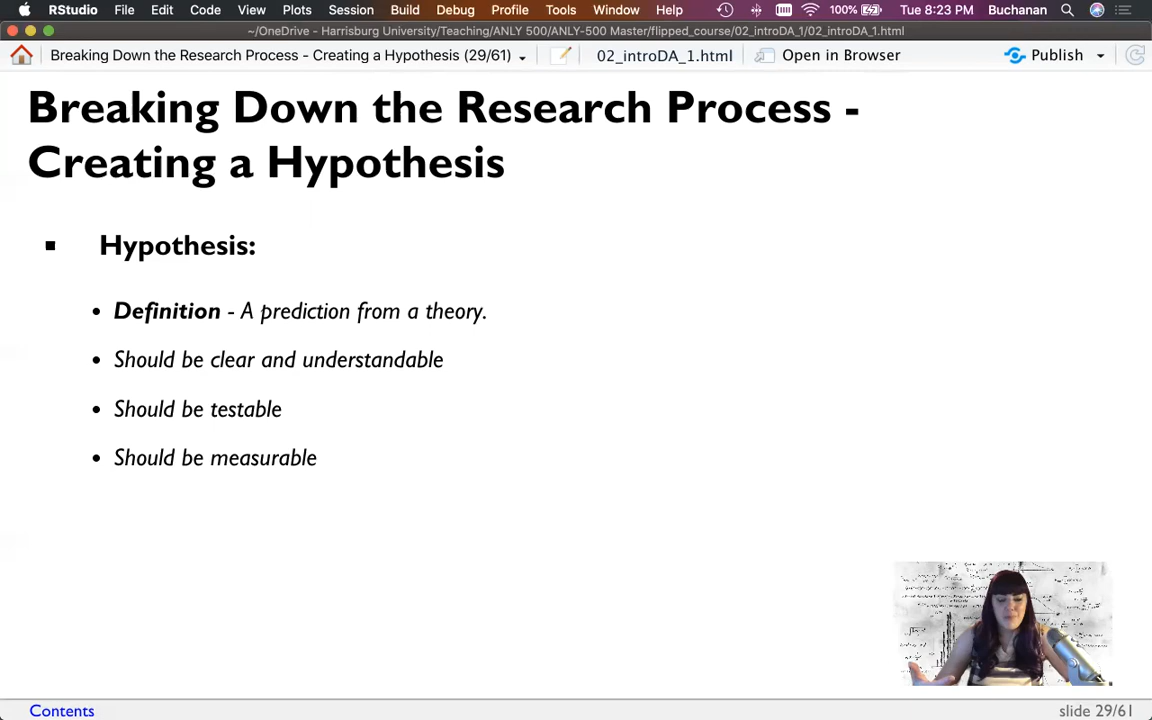 RStudio File Edit Code View Plots Session Build Debug Profile Tools Window Help 100% Tue 8:23 PM Buchanan
~/OneDrive - Harrisburg University/Teaching/ANLY 500/ANLY-500 Master/flipped_course/02_introDA_1/02_introDA_1.html
Breaking Down the Research Process - Creating a Hypothesis (29/61) 02_introDA_1.html Open in Browser Publish
Breaking Down the Research Process -
Creating a Hypothesis
Hypothesis:
• Definition - A prediction from a theory.
• Should be clear and understandable
• Should be testable
• Should be measurable
Contents slide 29/61